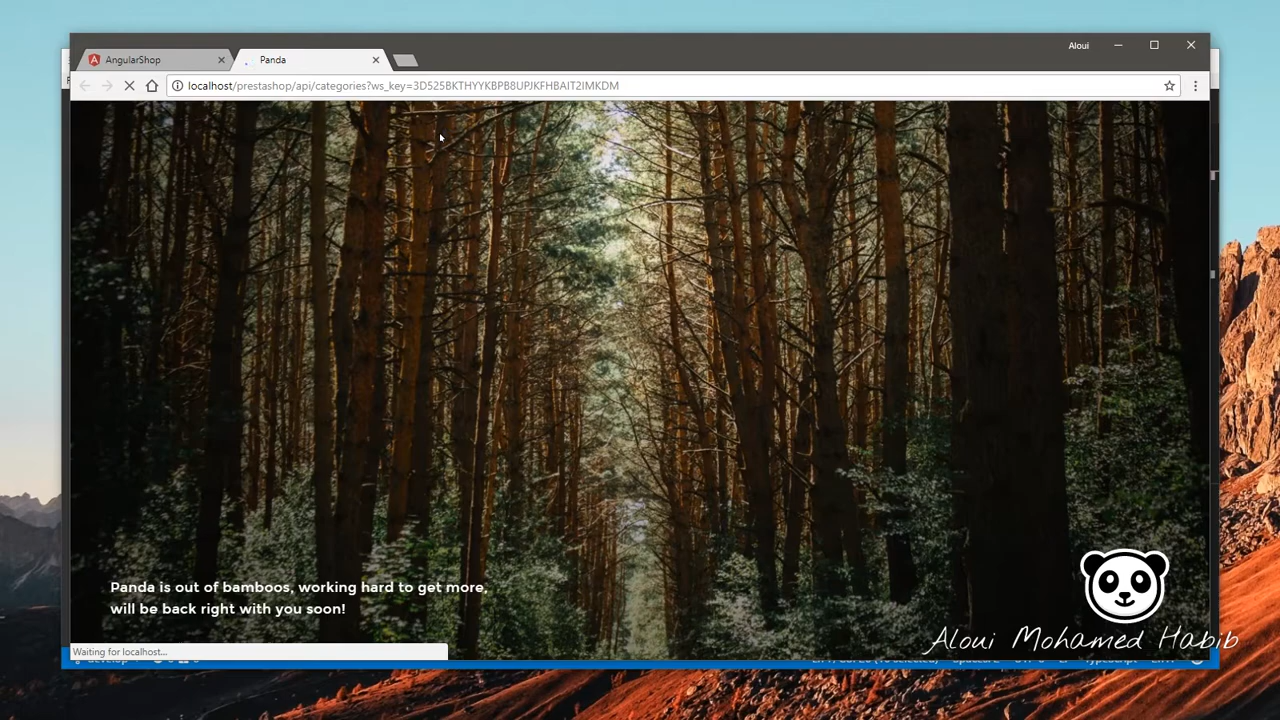 Aloui
AngularShop
Panda
localhost/prestashop/api/categories?ws_key=3D525BKTHYYKBPB8UPJKFHBAIT2IMKDM
Panda is out of bamboos, working hard to get more,
will be back right with you soon!
Aloui Mohamed Habib
Waiting for localhost...
develop